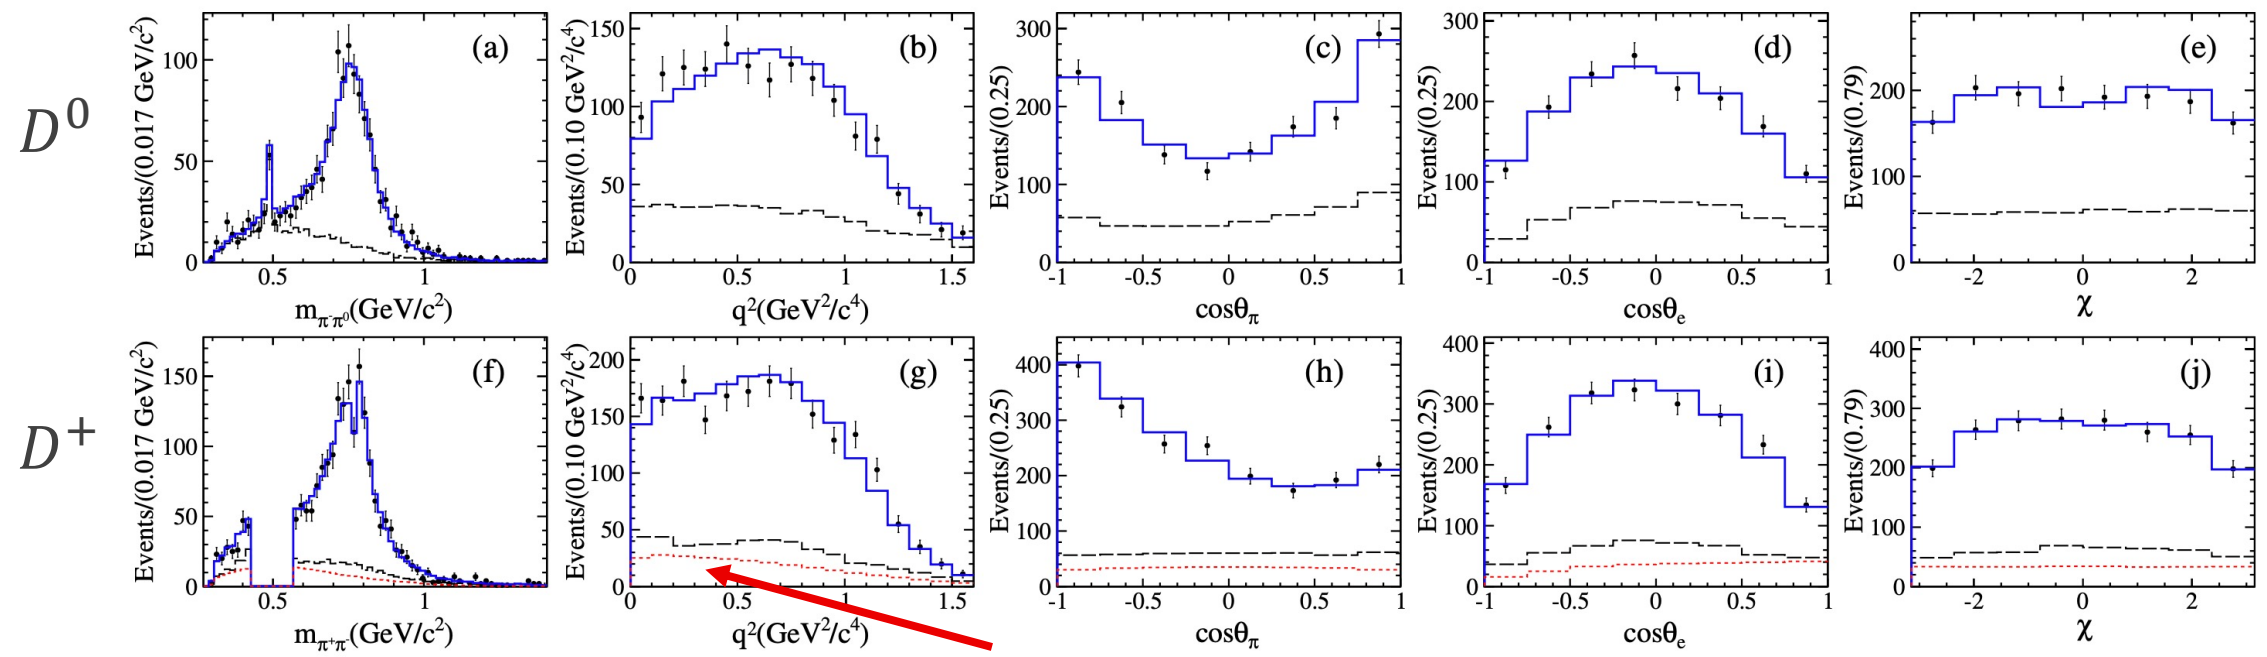 D⁰
Events/(0.017 GeV/c²)
100
50
0
0.5
1
(a)
m_π⁻π⁰(GeV/c²)
Events/(0.10 GeV²/c⁴)
150
100
50
0
0
0.5
1
1.5
(b)
q²(GeV²/c⁴)
Events/(0.25)
300
200
100
0
-1
-0.5
0
0.5
1
(c)
cosθ_π
Events/(0.25)
300
200
100
0
-1
-0.5
0
0.5
1
(d)
cosθ_e
Events/(0.79)
200
100
0
-2
0
2
(e)
χ
D⁺
Events/(0.017 GeV/c²)
150
100
50
0
0.5
1
(f)
m_π⁺π⁻(GeV/c²)
Events/(0.10 GeV²/c⁴)
200
150
100
50
0
0
0.5
1
1.5
(g)
q²(GeV²/c⁴)
Events/(0.25)
400
300
200
100
0
-1
-0.5
0
0.5
1
(h)
cosθ_π
Events/(0.25)
400
300
200
100
0
-1
-0.5
0
0.5
1
(i)
cosθ_e
Events/(0.79)
400
300
200
100
0
-2
0
2
(j)
χ